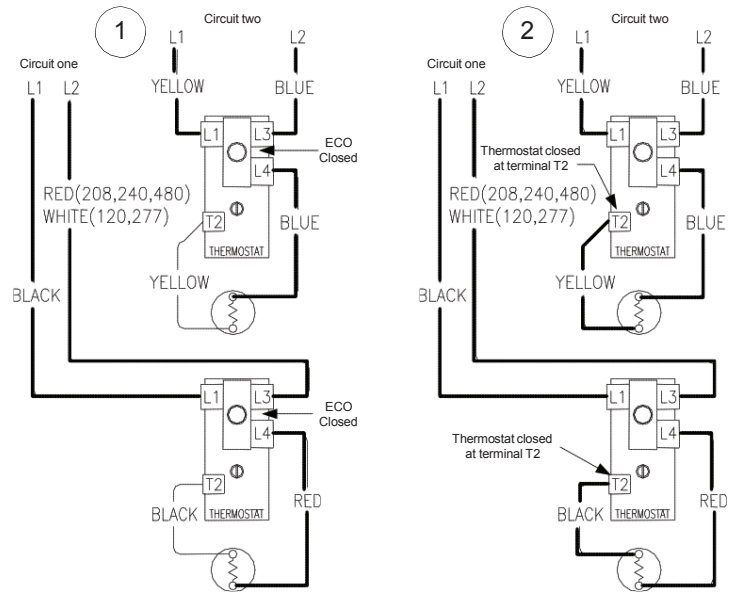 1
Circuit two
L1 L2
Circuit one
L1 L2
YELLOW
BLUE
L1 L3
ECO
Closed
L4
RED(208,240,480)
WHITE(120,277)
T2
BLUE
THERMOSTAT
YELLOW
BLACK
L1 L3
ECO
Closed
L4
T2
RED
BLACK
THERMOSTAT
2
Circuit two
L1 L2
Circuit one
L1 L2
YELLOW
BLUE
L1 L3
Thermostat closed
at terminal T2
L4
RED(208,240,480)
WHITE(120,277)
T2
BLUE
THERMOSTAT
YELLOW
BLACK
L1 L3
L4
Thermostat closed
at terminal T2
T2
RED
BLACK
THERMOSTAT